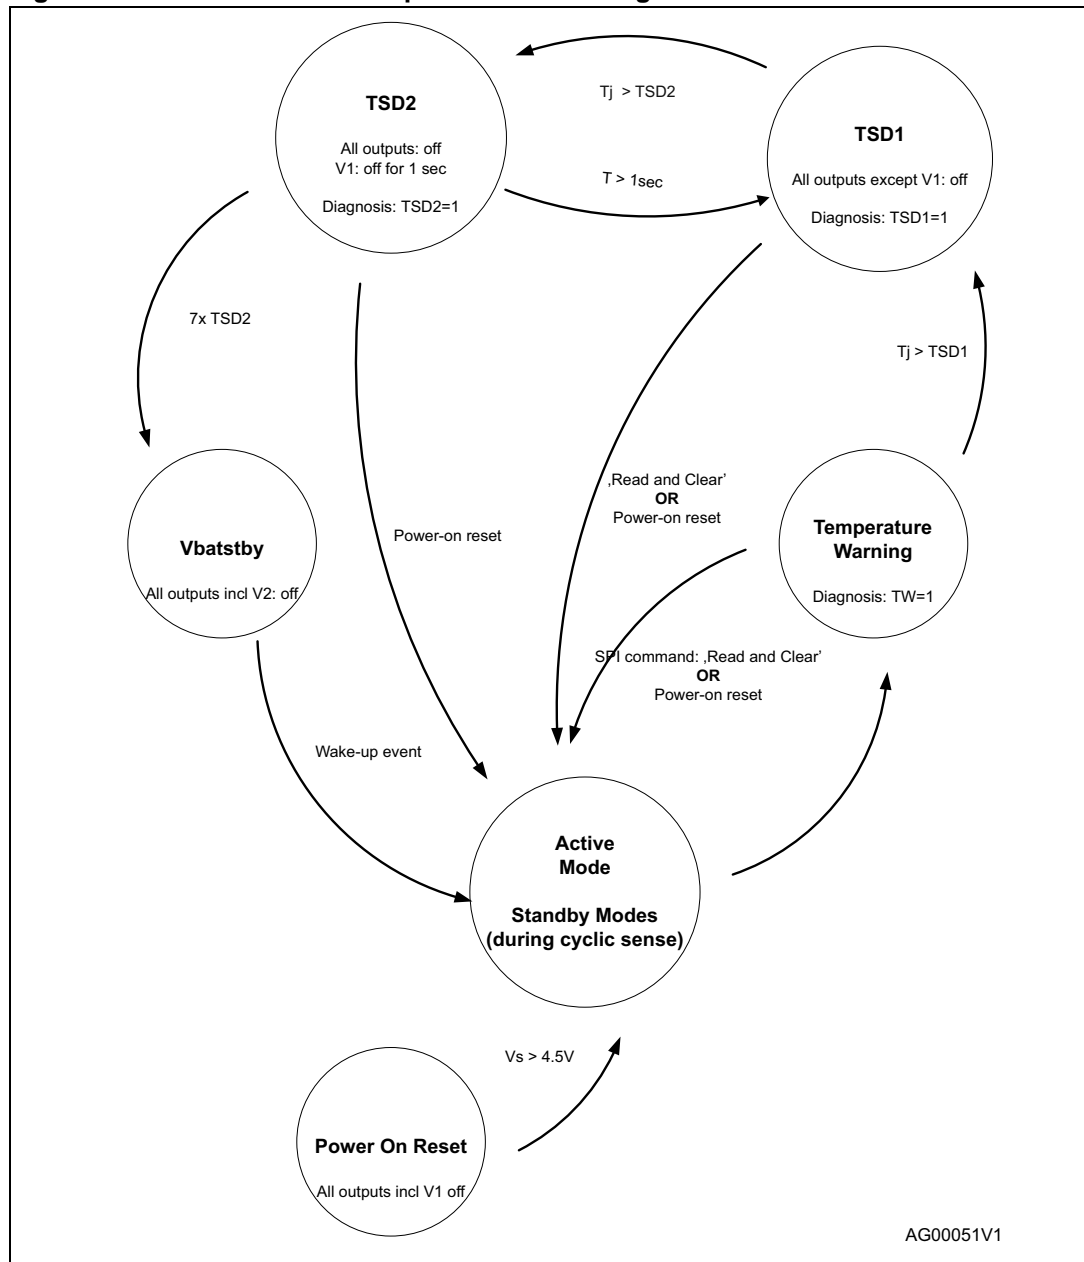 TSD2
All outputs: off
V1: off for 1 sec
Diagnosis: TSD2=1
Tj > TSD2
T > 1sec
TSD1
All outputs except V1: off
Diagnosis: TSD1=1
7x TSD2
Tj > TSD1
Power-on reset
‚Read and Clear’
OR
Power-on reset
Vbatstby
All outputs incl V2: off
Temperature
Warning
Diagnosis: TW=1
SPI command: ‚Read and Clear’
OR
Power-on reset
Wake-up event
Active
Mode
Standby Modes
(during cyclic sense)
Vs > 4.5V
Power On Reset
All outputs incl V1 off
AG00051V1